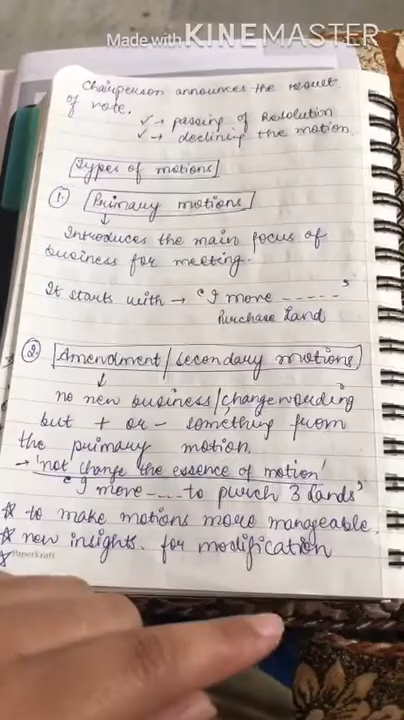 Made with KINEMASTER
Chairperson announces the result
of vote.
✓→ passing of Resolution
✓→ declining the motion.
Types of motions
1. Primary motions
↓
Introduces the main focus of
business for meeting.
It starts with → "I move -----"
Purchase Land
2. Amendment/secondary motions
↓
no new business/change wording
but + or - something from
the primary motion.
→ 'not change the essence of motion'
"I move ---- to purch 3 Lands"
☆ to make motions more mangeable.
☆ new insights. for modification
Paperkraft